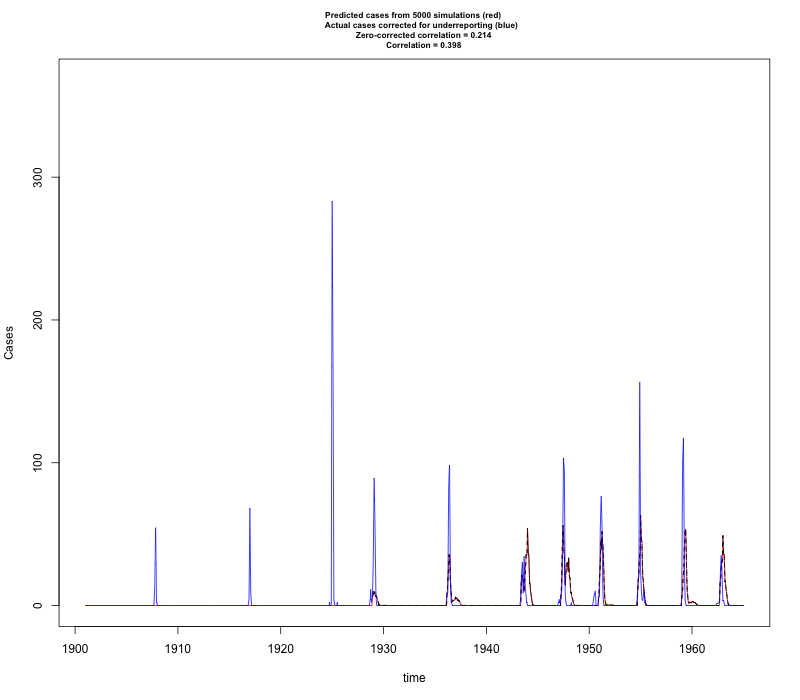 Predicted cases from 5000 simulations (red)
Actual cases corrected for underreporting (blue)
Zero-corrected correlation = 0.214
Correlation = 0.398
300
200
100
0
Cases
1900 1910 1920 1930 1940 1950 1960
time